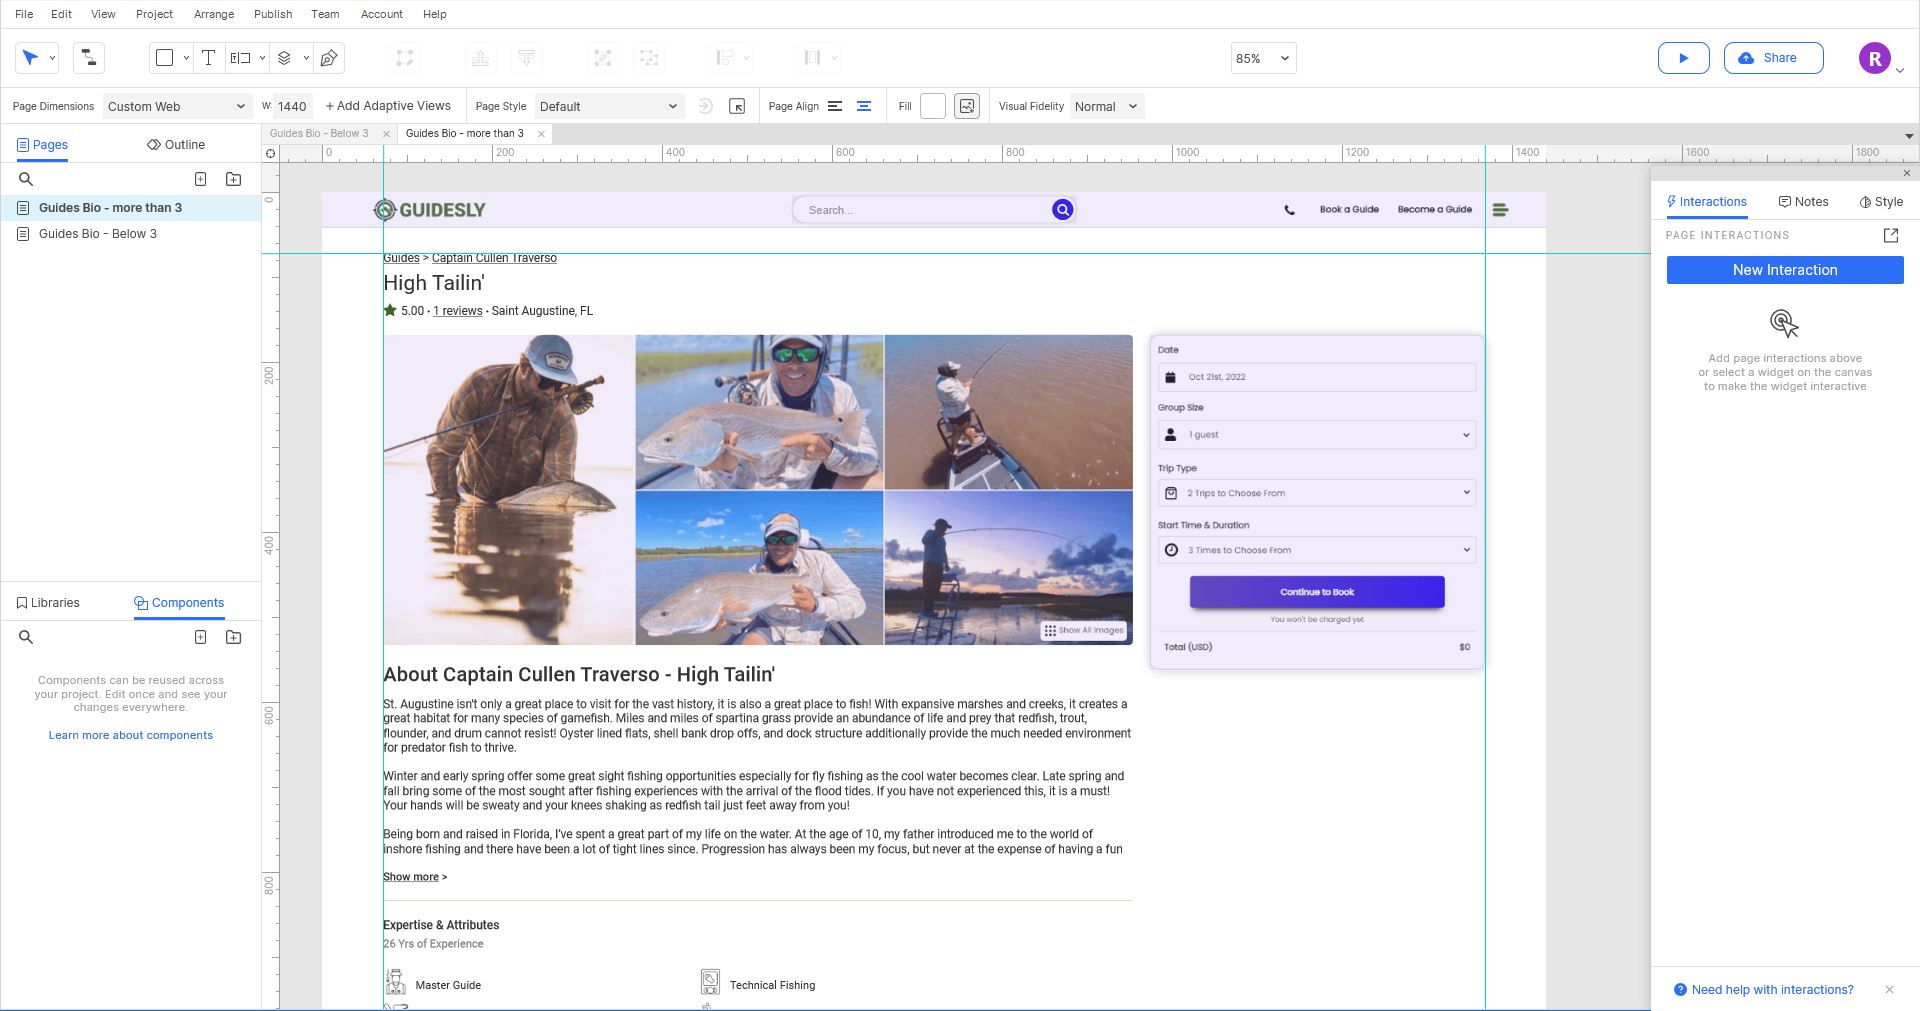 File Edit View Project Arrange Publish Team Account Help
85% Share R
Page Dimensions Custom Web W: 1440 + Add Adaptive Views Page Style Default Page Align Fill Visual Fidelity Normal
Pages Outline
Guides Bio - Below 3 Guides Bio - more than 3
0 200 400 600 800 1000 1200 1400 1600 1800
Guides Bio - more than 3
Guides Bio - Below 3
Libraries Components
Components can be reused across
your project. Edit once and see your
changes everywhere.
Learn more about components
0
200
400
600
800
GUIDESLY Search... Book a Guide Become a Guide
Guides > Captain Cullen Traverso
High Tailin'
5.00 · 1 reviews · Saint Augustine, FL
Show All images
Date
Oct 21st, 2022
Group Size
1 guest
Trip Type
2 Trips to Choose From
Start Time & Duration
3 Times to Choose From
Continue to Book
You won't be charged yet
Total (USD) $0
About Captain Cullen Traverso - High Tailin'
St. Augustine isn't only a great place to visit for the vast history, it is also a great place to fish! With expansive marshes and creeks, it creates a
great habitat for many species of gamefish. Miles and miles of spartina grass provide an abundance of life and prey that redfish, trout,
flounder, and drum cannot resist! Oyster lined flats, shell bank drop offs, and dock structure additionally provide the much needed environment
for predator fish to thrive.
Winter and early spring offer some great sight fishing opportunities especially for fly fishing as the cool water becomes clear. Late spring and
fall bring some of the most sought after fishing experiences with the arrival of the flood tides. If you have not experienced this, it is a must!
Your hands will be sweaty and your knees shaking as redfish tail just feet away from you!
Being born and raised in Florida, I've spent a great part of my life on the water. At the age of 10, my father introduced me to the world of
inshore fishing and there have been a lot of tight lines since. Progression has always been my focus, but never at the expense of having a fun
Show more >
Expertise & Attributes
26 Yrs of Experience
Master Guide Technical Fishing
Interactions Notes Style
PAGE INTERACTIONS
New Interaction
Add page interactions above
or select a widget on the canvas
to make the widget interactive
Need help with interactions?